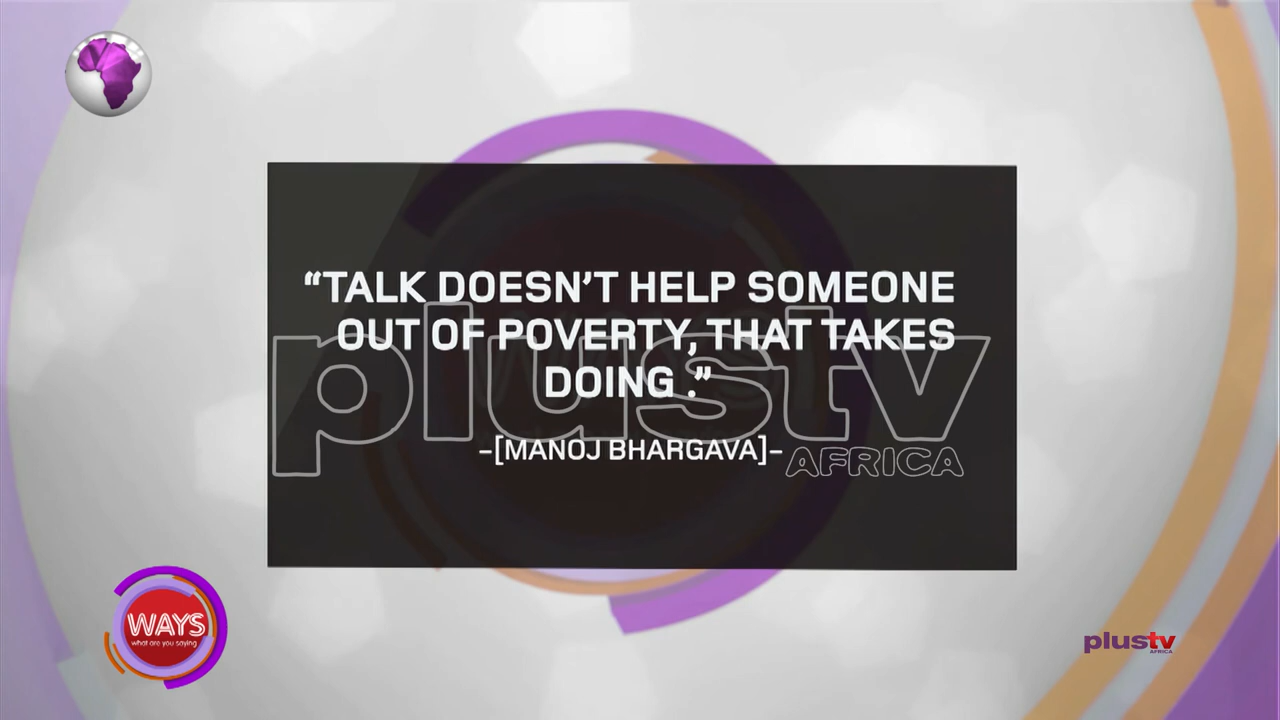 “TALK DOESN’T HELP SOMEONE
OUT OF POVERTY, THAT TAKES
DOING .”
–[MANOJ BHARGAVA]–
plustv
AFRICA
WAYS
what are you saying
plustv
AFRICA